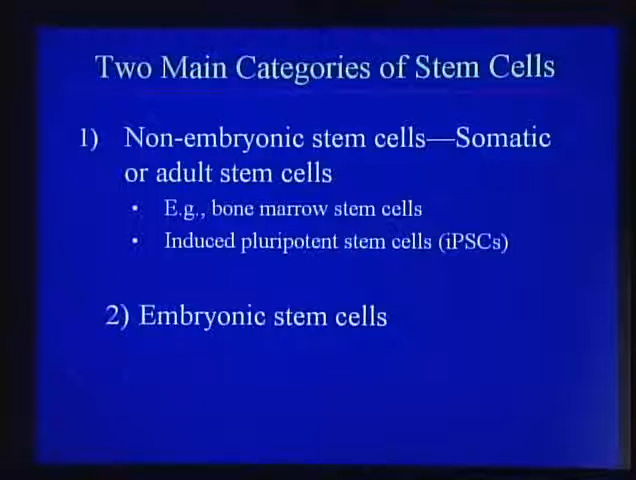 Two Main Categories of Stem Cells
1) Non-embryonic stem cells—Somatic
or adult stem cells
• E.g., bone marrow stem cells
• Induced pluripotent stem cells (iPSCs)
2) Embryonic stem cells